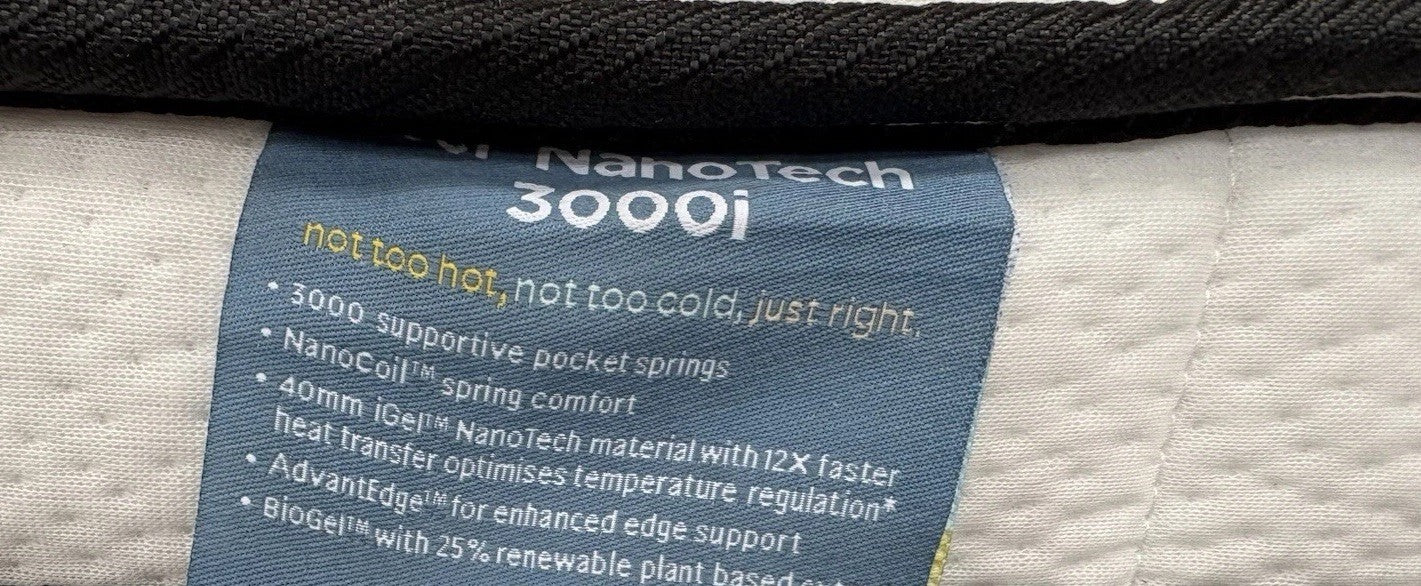 NanoTech
3000i
not too hot, not too cold, just right.
• 3000 supportive pocket springs
• NanoCoil™ spring comfort
• 40mm iGel™ NanoTech material with 12X faster
heat transfer optimises temperature regulation*
• AdvantEdge™ for enhanced edge support
• BioGel™ with 25% renewable plant based